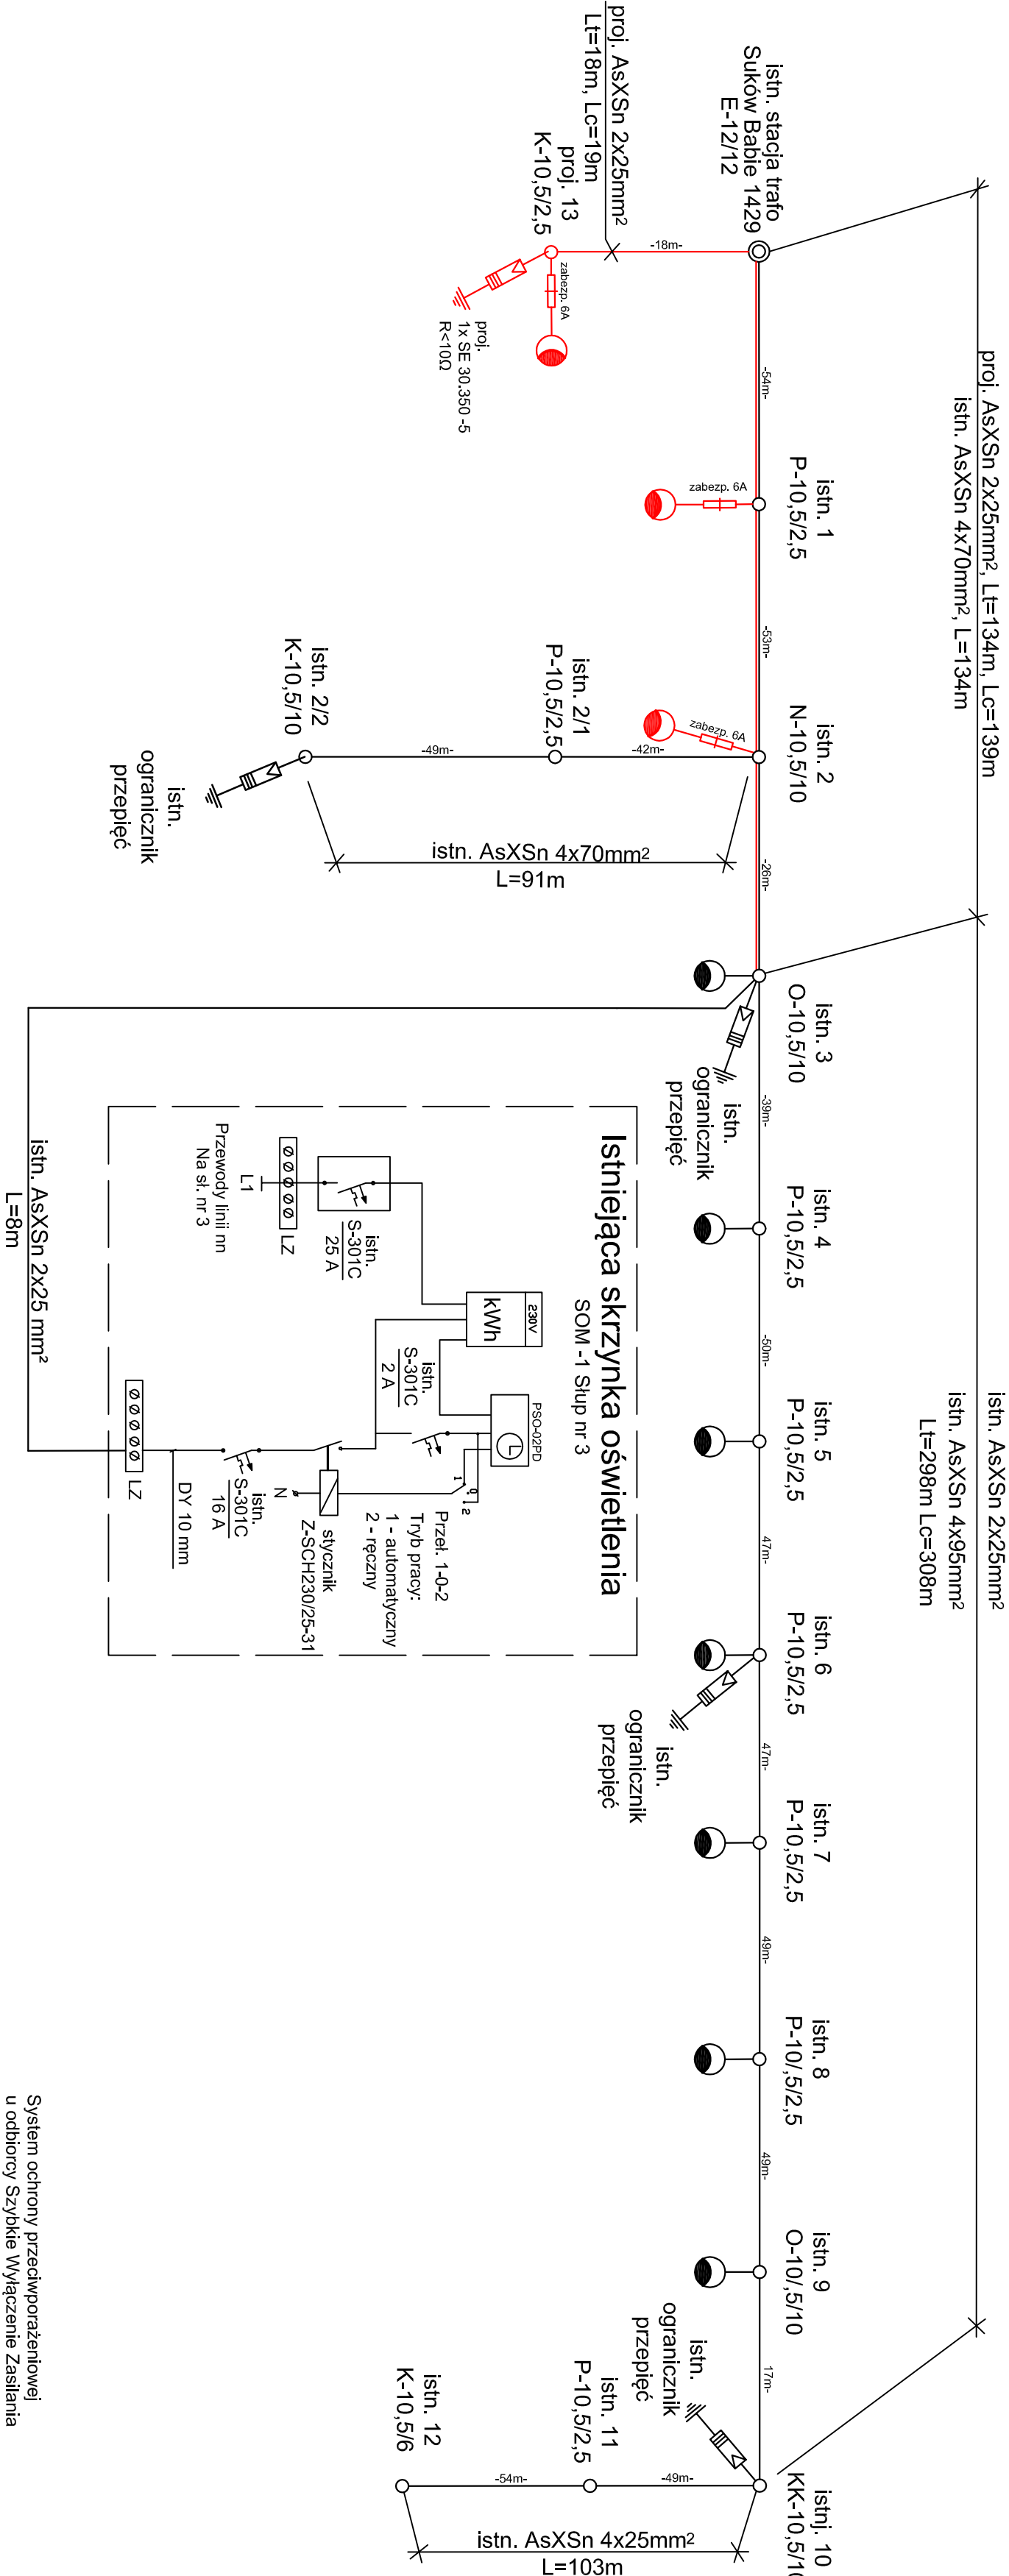 proj. AsXSn 2x25mm², Lt=134m, Lc=139m
istn. AsXSn 4x70mm², L=134m
istn. AsXSn 2x25mm²
istn. AsXSn 4x95mm²
Lt=298m Lc=308m
istn. stacja trafo
Suków Babie 1429
E-12/12
proj. AsXSn 2x25mm²
Lt=18m, Lc=19m
proj. 13
K-10,5/2,5
-18m-
zabezp. 6A
proj.
1x SE 30.350 -5
R<10Ω
-54m-
istn. 1
P-10,5/2,5
zabezp. 6A
-53m-
istn. 2
N-10,5/10
zabezp. 6A
-42m-
istn. 2/1
P-10,5/2,5
-49m-
istn. 2/2
K-10,5/10
istn.
ogranicznik
przepięć
istn. AsXSn 4x70mm²
L=91m
-26m-
istn. 3
O-10,5/10
istn.
ogranicznik
przepięć
-39m-
istn. 4
P-10,5/2,5
-50m-
istn. 5
P-10,5/2,5
47m-
istn. 6
P-10,5/2,5
istn.
ogranicznik
przepięć
47m-
istn. 7
P-10,5/2,5
49m-
istn. 8
P-10/,5/2,5
49m-
istn. 9
O-10/,5/10
17m-
istn.
ogranicznik
przepięć
istnj. 10
KK-10,5/10
-49m-
istn. 11
P-10,5/2,5
-54m-
istn. 12
K-10,5/6
istn. AsXSn 4x25mm²
L=103m
Istniejąca skrzynka oświetlenia
SOM -1 Słup nr 3
230V
kWh
PSO-02PD
istn.
S-301C
25 A
LZ
L1
Przewody linii nn
Na sł. nr 3
istn.
S-301C
2 A
1
0
2
Przeł. 1-0-2
Tryb pracy:
1 - automatyczny
2 - ręczny
stycznik
Z-SCH230/25-31
N
istn.
S-301C
16 A
DY 10 mm
LZ
istn. AsXSn 2x25 mm²
L=8m
System ochrony przeciwporażeniowej
u odbiorcy Szybkie Wyłączenie Zasilania